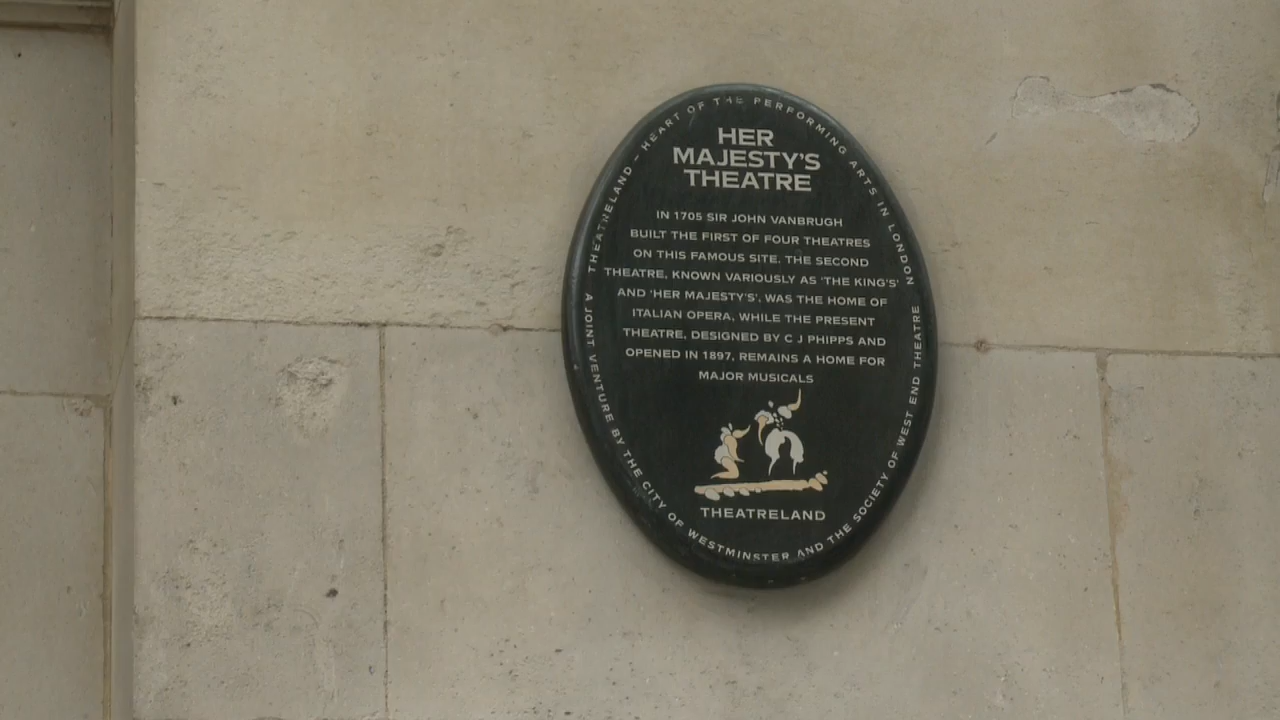 THEATRELAND – HEART OF THE PERFORMING ARTS IN LONDON
HER
MAJESTY'S
THEATRE
IN 1705 SIR JOHN VANBRUGH
BUILT THE FIRST OF FOUR THEATRES
ON THIS FAMOUS SITE. THE SECOND
THEATRE, KNOWN VARIOUSLY AS 'THE KING'S'
AND 'HER MAJESTY'S', WAS THE HOME OF
ITALIAN OPERA, WHILE THE PRESENT
THEATRE, DESIGNED BY C J PHIPPS AND
OPENED IN 1897, REMAINS A HOME FOR
MAJOR MUSICALS
THEATRELAND
A JOINT VENTURE BY THE CITY OF WESTMINSTER AND THE SOCIETY OF WEST END THEATRE